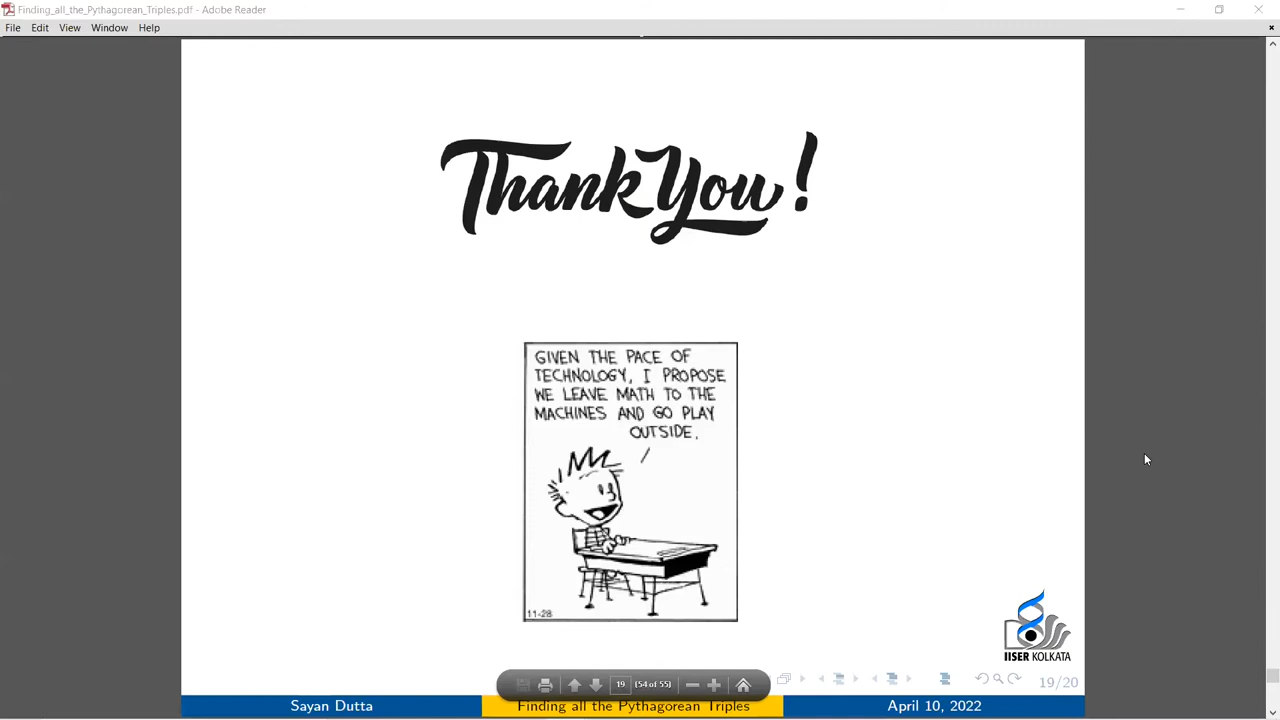 Finding_all_the_Pythagorean_Triples.pdf - Adobe Reader
File Edit View Window Help
Thank You!
GIVEN THE PACE OF
TECHNOLOGY, I PROPOSE
WE LEAVE MATH TO THE
MACHINES AND GO PLAY
OUTSIDE.
11-28
IISER KOLKATA
19 (54 of 55)
19/20
Sayan Dutta Finding all the Pythagorean Triples April 10, 2022